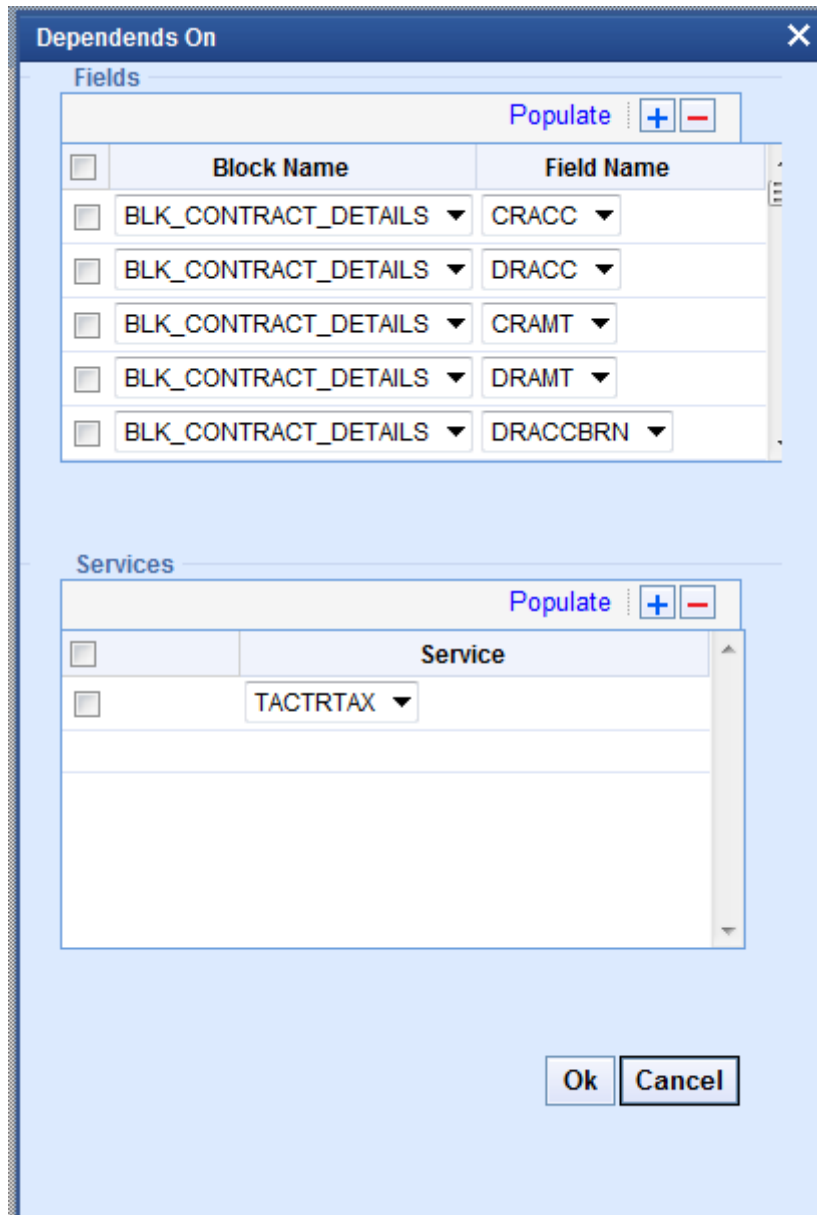 Dependends On
Fields
Populate
Block Name Field Name
BLK_CONTRACT_DETAILS CRACC
BLK_CONTRACT_DETAILS DRACC
BLK_CONTRACT_DETAILS CRAMT
BLK_CONTRACT_DETAILS DRAMT
BLK_CONTRACT_DETAILS DRACCBRN
Services
Populate
Service
TACTRTAX
Ok Cancel